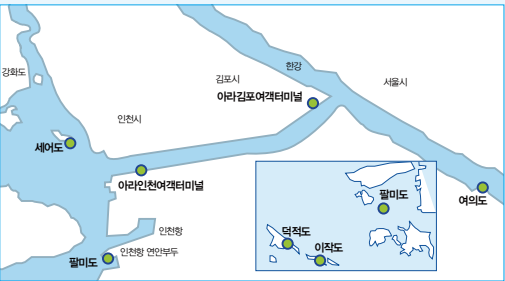 강화도
김포시
한강
서울시
아라김포여객터미널
인천시
세어도
아라인천여객터미널
여의도
팔미도
덕적도
이작도
인천항
인천항 연안부두
팔미도